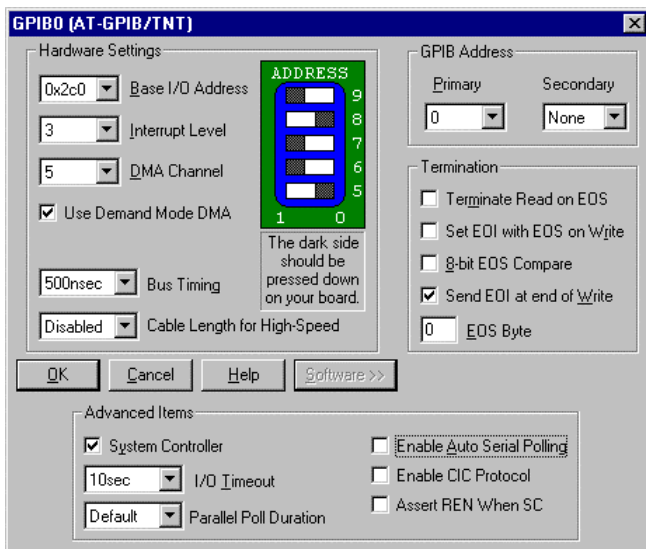 GPIB0 (AT-GPIB/TNT)
Hardware Settings
0x2c0 Base I/O Address
3 Interrupt Level
5 DMA Channel
Use Demand Mode DMA
500nsec Bus Timing
Disabled Cable Length for High-Speed
ADDRESS
9
8
7
6
5
1 0
The dark side
should be
pressed down
on your board.
GPIB Address
Primary Secondary
0 None
Termination
Terminate Read on EOS
Set EOI with EOS on Write
8-bit EOS Compare
Send EOI at end of Write
0 EOS Byte
OK Cancel Help Software >>
Advanced Items
System Controller
10sec I/O Timeout
Default Parallel Poll Duration
Enable Auto Serial Polling
Enable CIC Protocol
Assert REN When SC